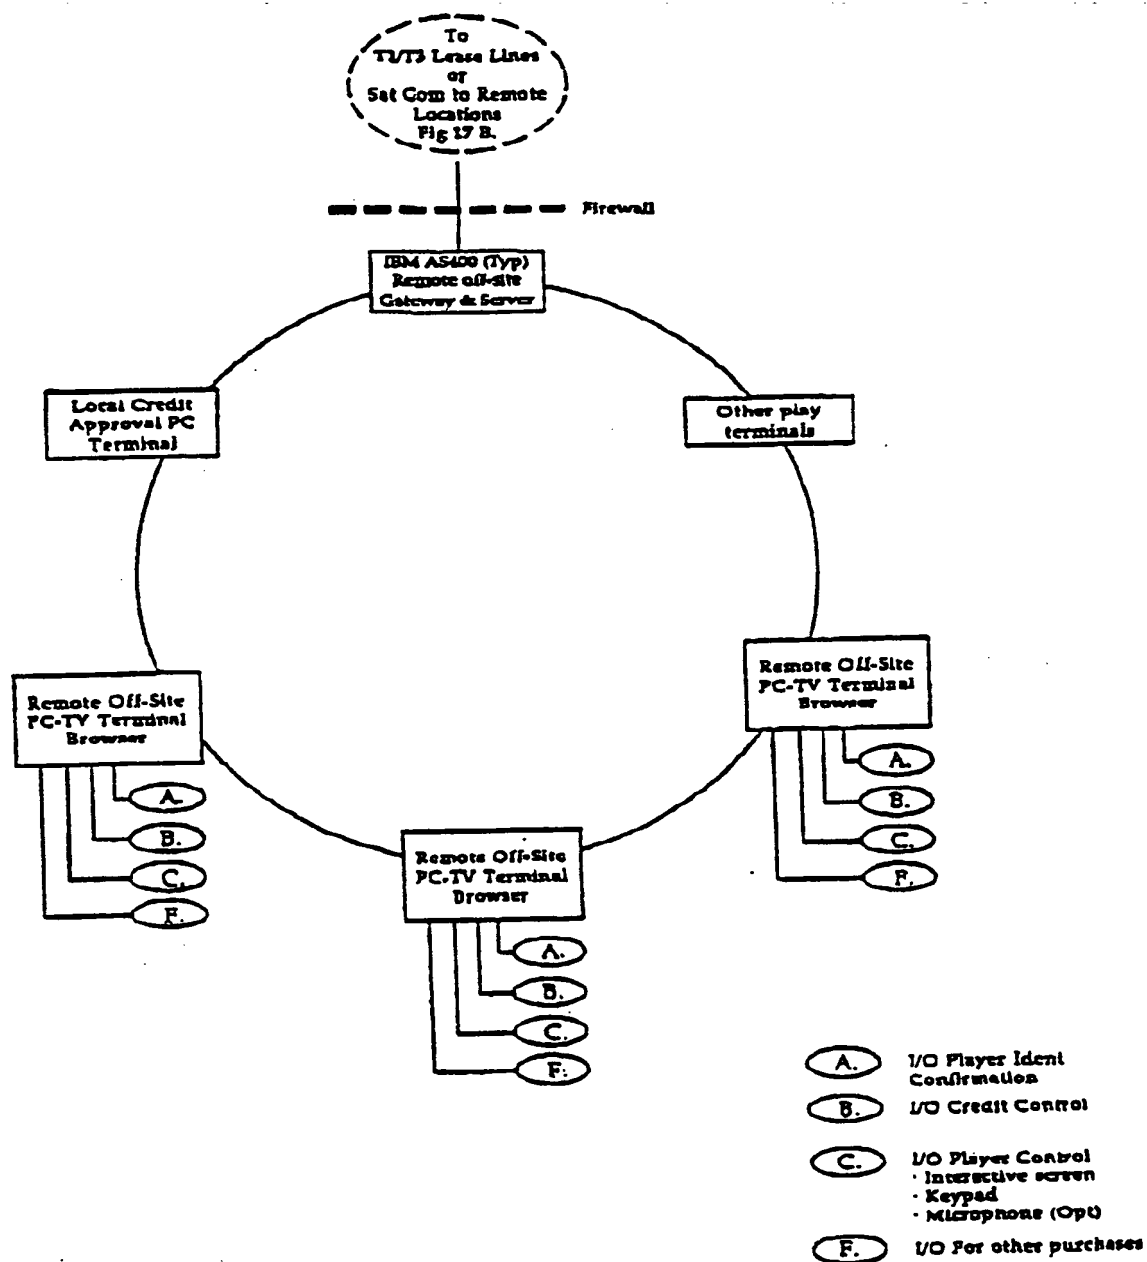 To
T1/T3 Lease Lines
or
Sat Com to Remote
Locations
Fig 17 B.
Firewall
IBM AS400 (Typ)
Remote off-site
Gateway & Server
Local Credit
Approval PC
Terminal
Other play
terminals
Remote Off-Site
PC-TV Terminal
Browser
A.
B.
C.
F.
Remote Off-Site
PC-TV Terminal
Browser
A.
B.
C.
F.
Remote Off-Site
PC-TV Terminal
Browser
A.
B.
C.
F.
A. I/O Player Ident
Confirmation
B. I/O Credit Control
C. I/O Player Control
· Interactive screen
· Keypad
· Microphone (Opt)
F. I/O For other purchases